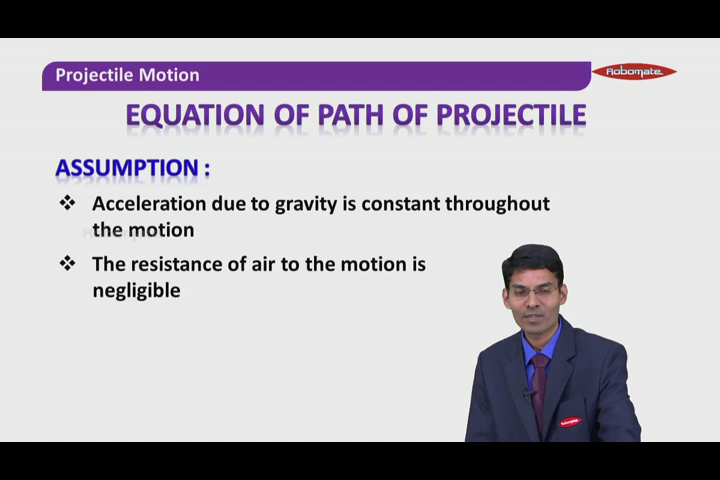 Projectile Motion
Robomate
EQUATION OF PATH OF PROJECTILE
ASSUMPTION :
❖ Acceleration due to gravity is constant throughout
the motion
❖ The resistance of air to the motion is
negligible